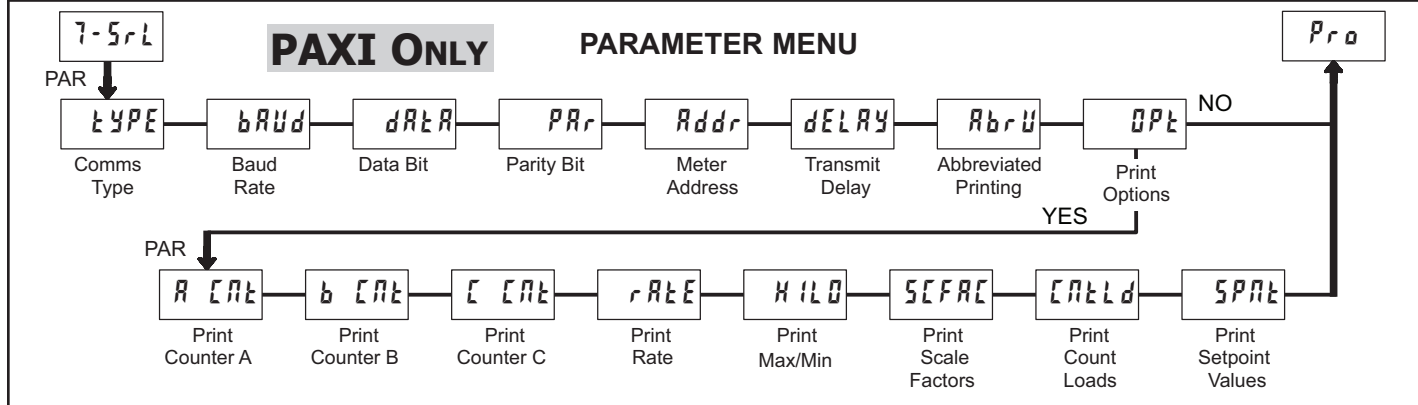 7-SrL
PAXI ONLY
PARAMETER MENU
Pro
PAR
tYPE bAUd dAtA PAr Addr dELAY AbrU OPt NO
Comms Type
Baud Rate
Data Bit
Parity Bit
Meter Address
Transmit Delay
Abbreviated Printing
Print Options
YES
PAR
A CNt b CNt C CNt rAtE HILO SCFAC CNtLd SPNt
Print Counter A
Print Counter B
Print Counter C
Print Rate
Print Max/Min
Print Scale Factors
Print Count Loads
Print Setpoint Values